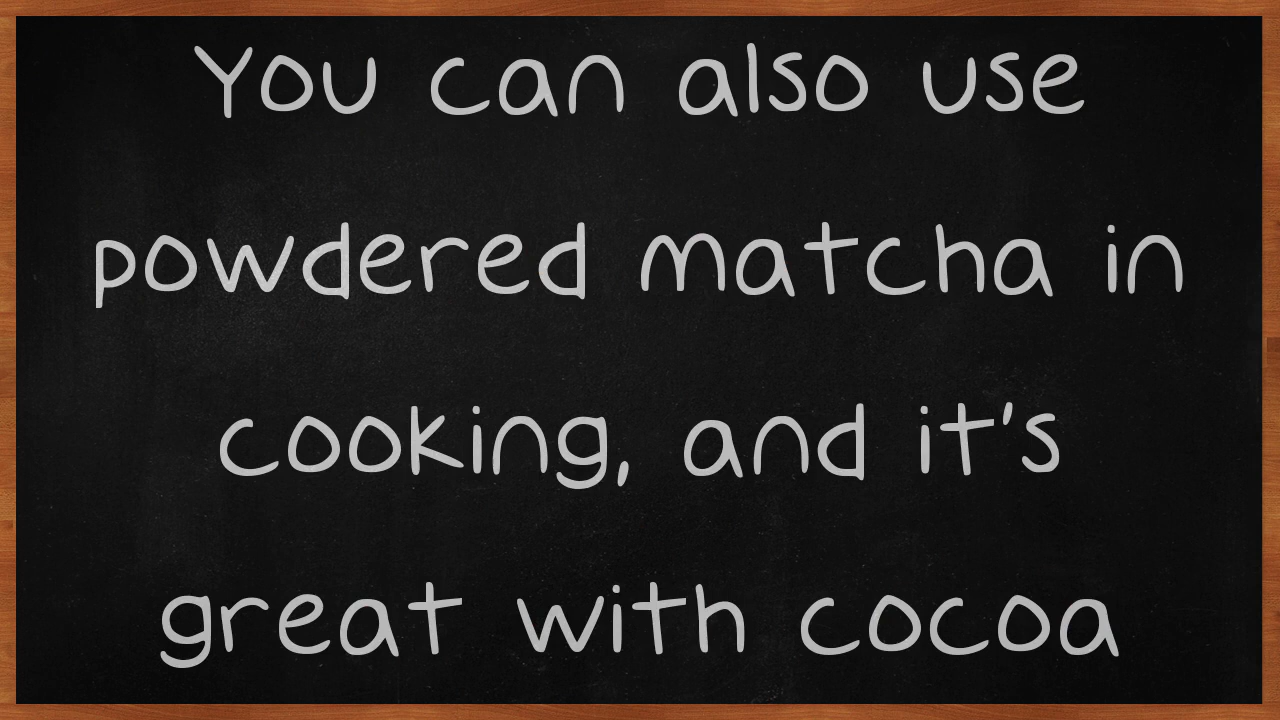 You can also use
powdered matcha in
cooking, and it's
great with cocoa